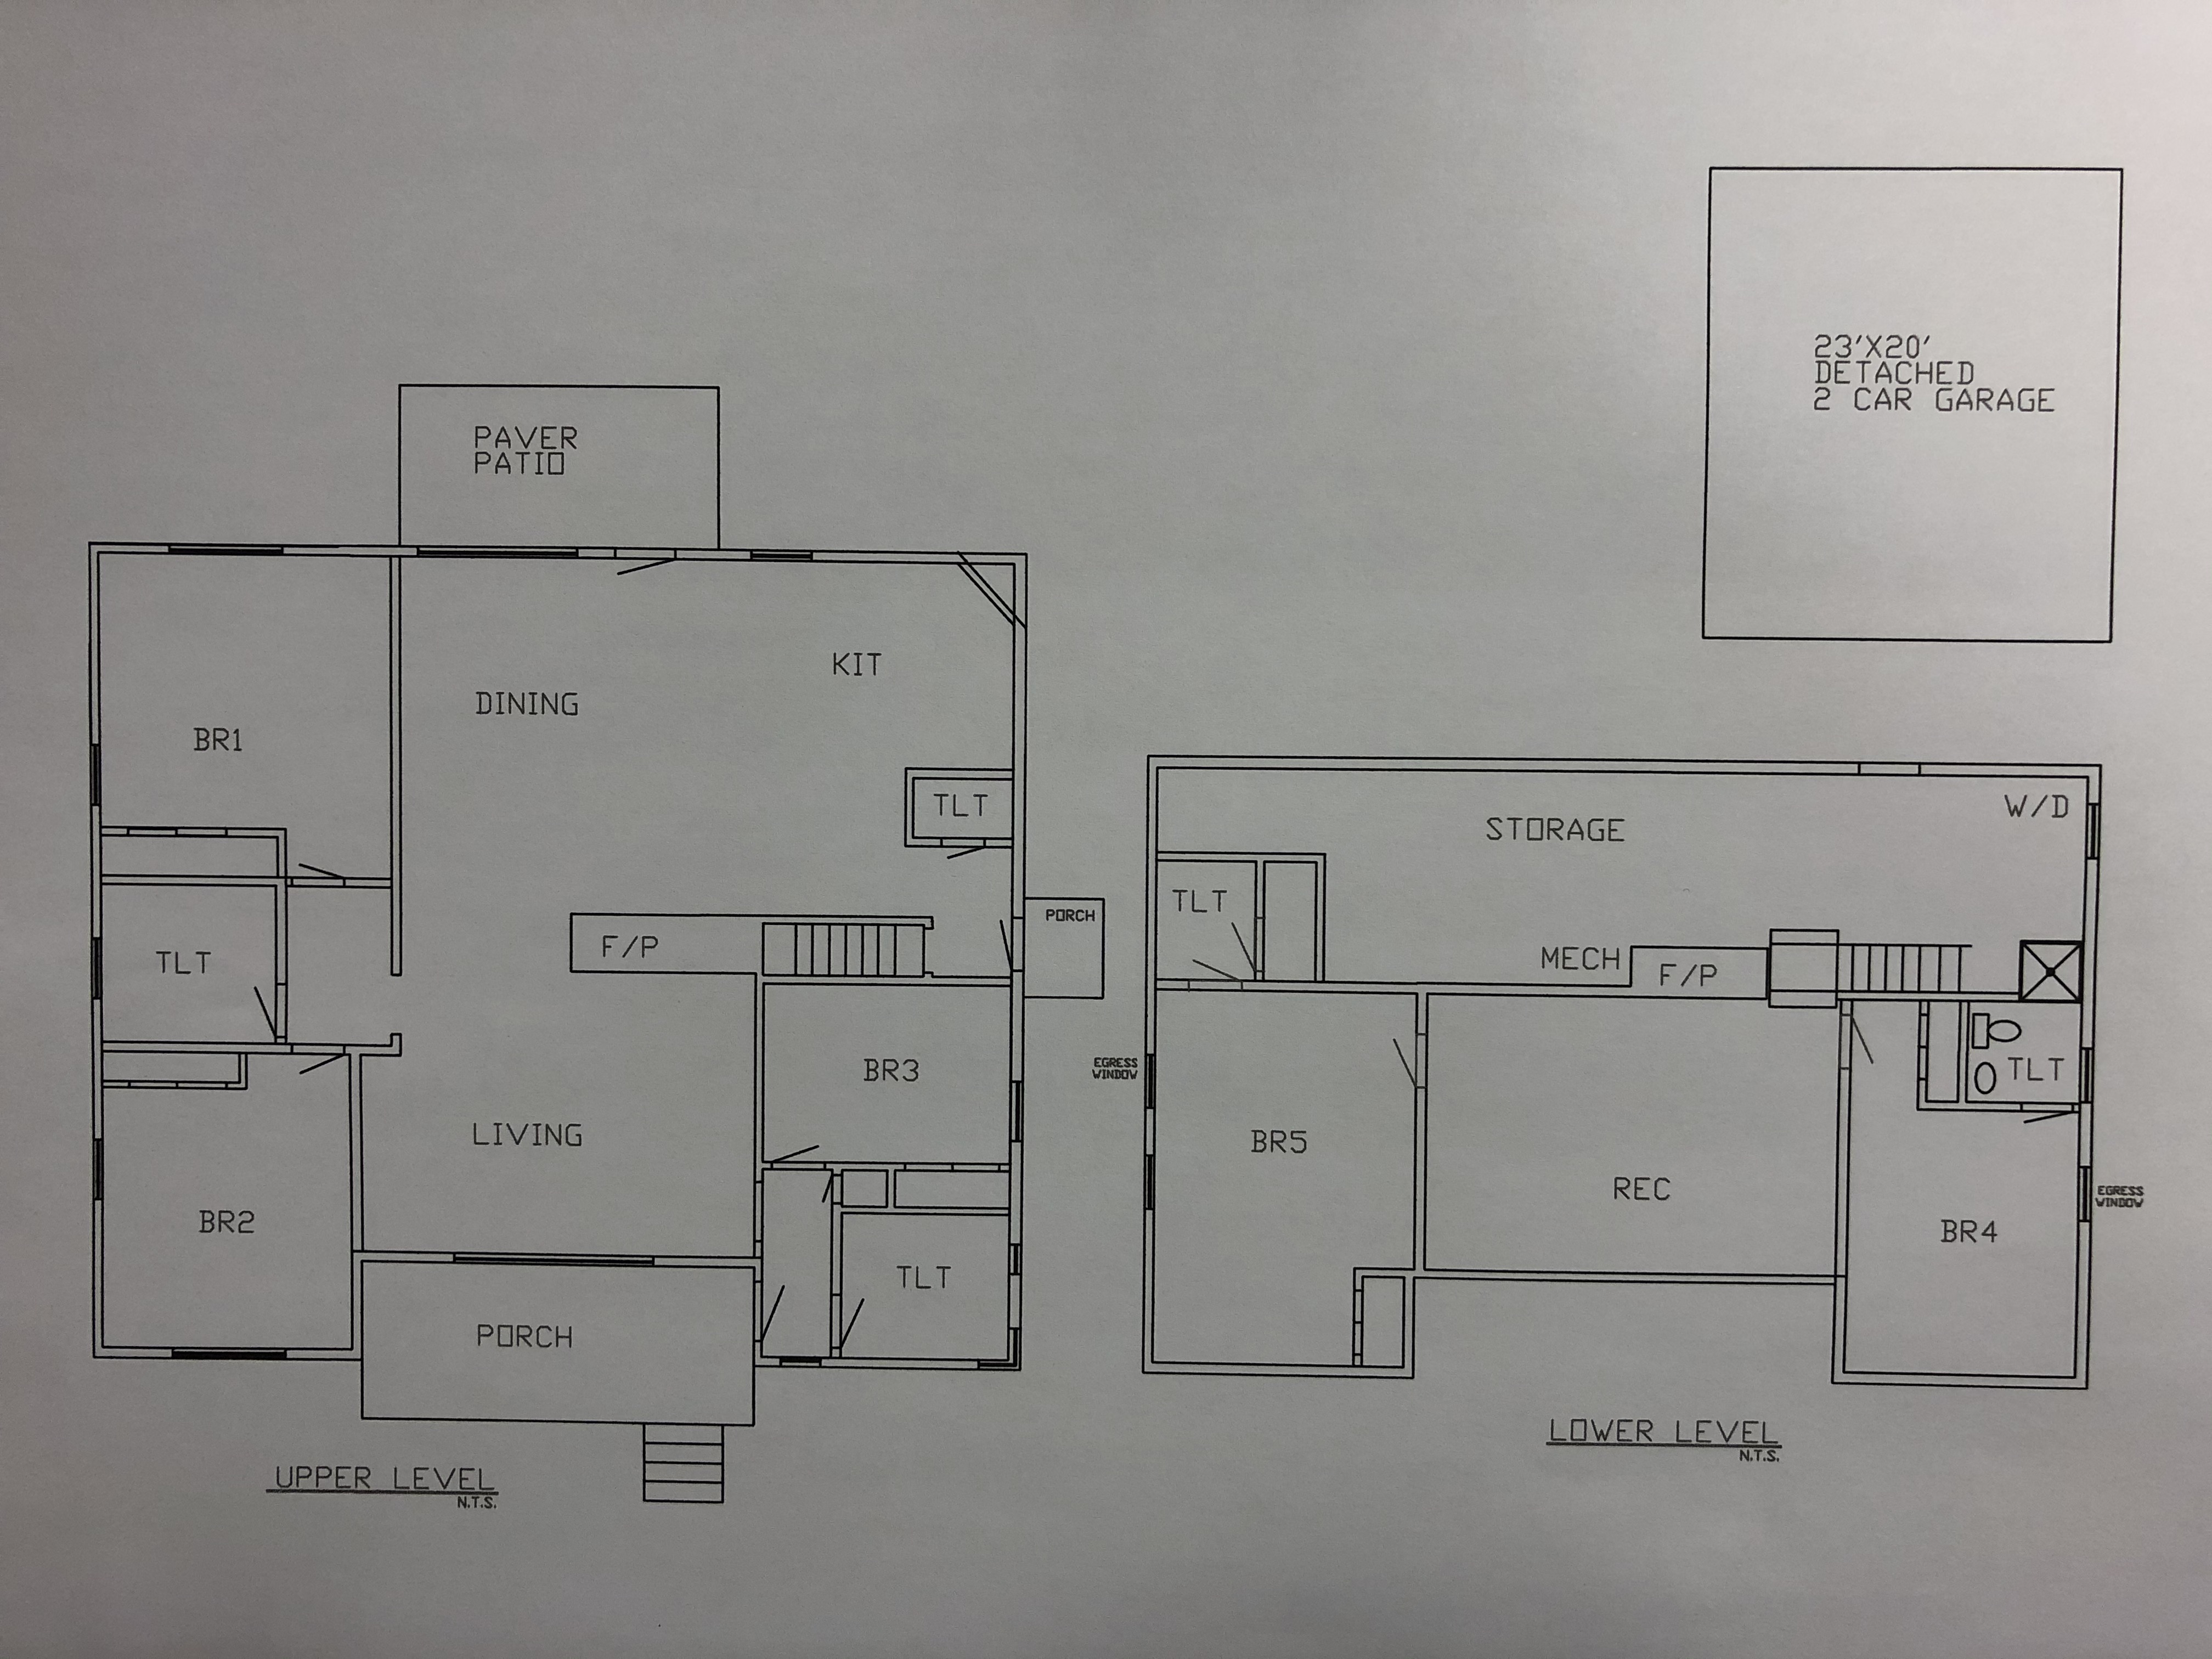 23'X20'
DETACHED
2 CAR GARAGE
PAVER
PATIO
KIT
DINING
BR1
TLT
F/P
PORCH
TLT
BR3
LIVING
BR2
TLT
PORCH
UPPER LEVEL
N.T.S.
W/D
STORAGE
TLT
MECH
F/P
EGRESS
WINDOW
TLT
BR5
REC
EGRESS
WINDOW
BR4
LOWER LEVEL
N.T.S.